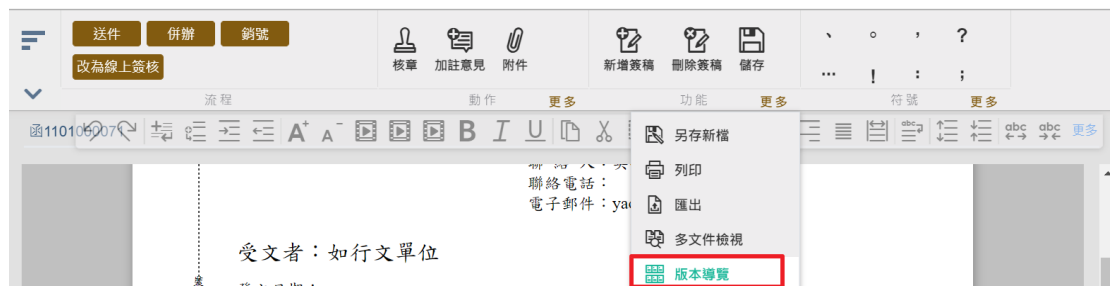 送件 併辦 銷號
改為線上簽核
核章 加註意見 附件
新增簽稿 刪除簽稿 儲存
、 。 , ?
… ! : ;
流程 動作 更多 功能 更多 符號 更多
A+ A- B I U abc abc 更多
另存新檔
列印
匯出
多文件檢視
版本導覽
聯絡電話:
電子郵件:
受文者:如行文單位